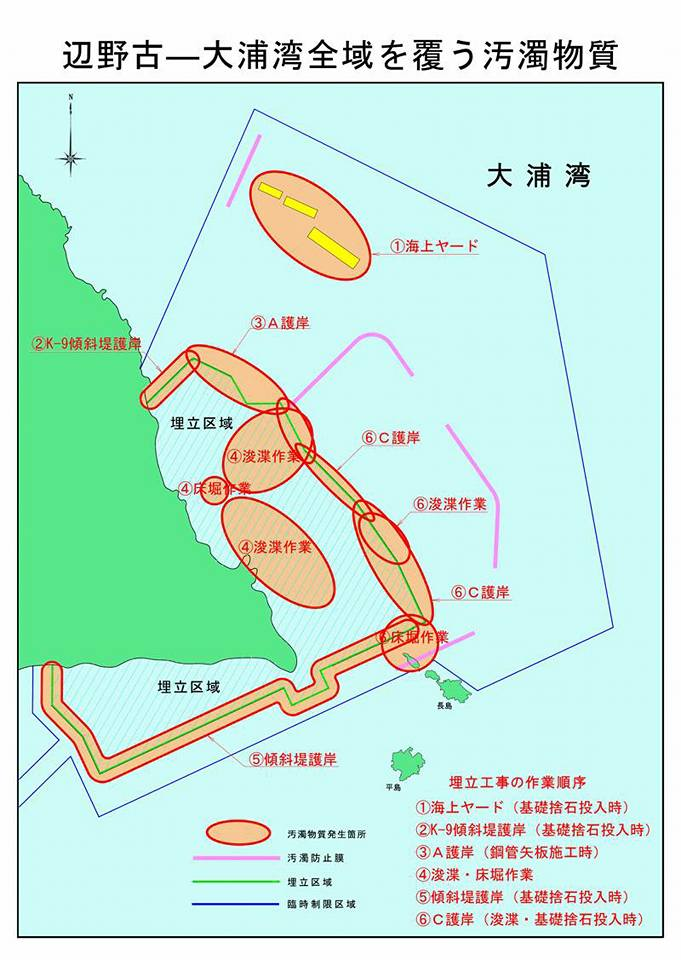 辺野古―大浦湾全域を覆う汚濁物質
N
大浦湾
①海上ヤード
③A護岸
②K-9傾斜堤護岸
埋立区域
⑥C護岸
④浚渫作業
④床堀作業
⑥浚渫作業
④浚渫作業
⑥C護岸
⑥床堀作業
埋立区域
長島
⑤傾斜堤護岸
平島
埋立工事の作業順序
①海上ヤード（基礎捨石投入時）
②K-9傾斜堤護岸（基礎捨石投入時）
③A護岸（鋼管矢板施工時）
④浚渫・床堀作業
⑤傾斜堤護岸（基礎捨石投入時）
⑥C護岸（浚渫・基礎捨石投入時）
汚濁物質発生箇所
汚濁防止膜
埋立区域
臨時制限区域